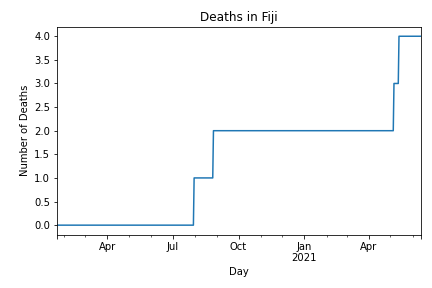 Deaths in Fiji
4.0
3.5
3.0
2.5
2.0
1.5
1.0
0.5
0.0
Number of Deaths
Apr
Jul
Oct
Jan
2021
Apr
Day